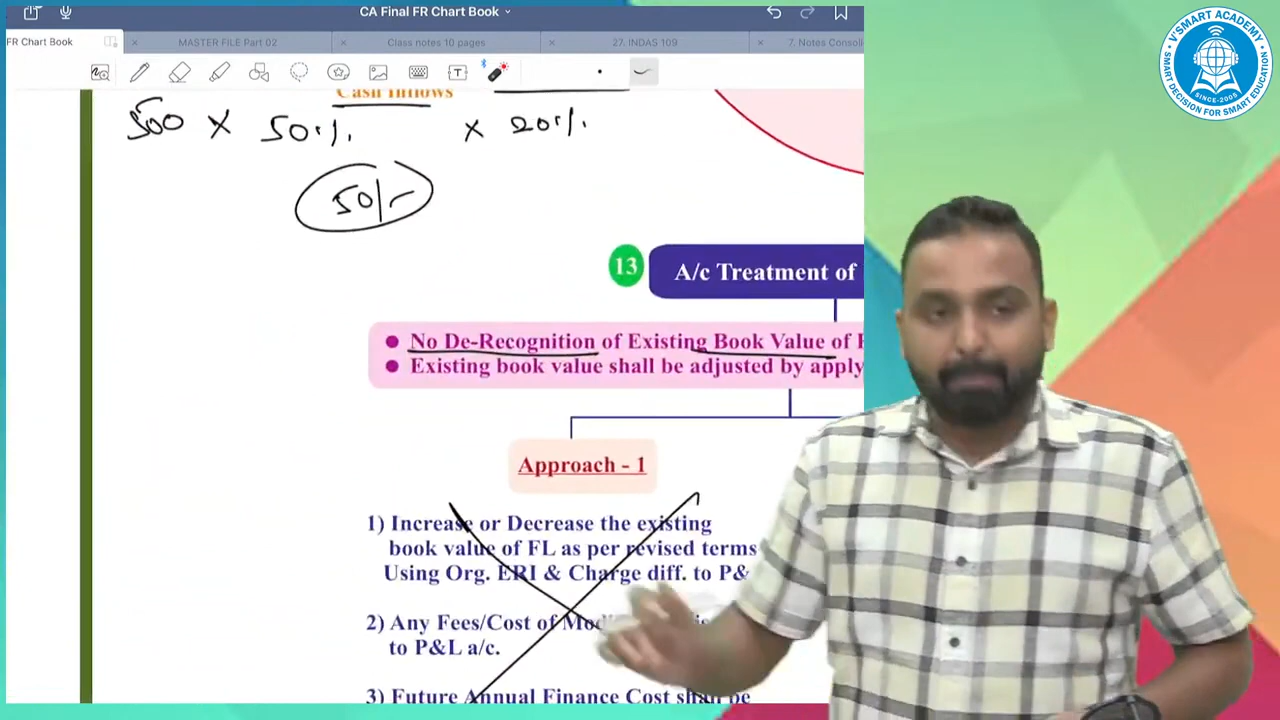 CA Final FR Chart Book
FR Chart Book
MASTER FILE Part 02
Class notes 10 pages
27. INDAS 109
7. Notes Consoli
Cash Inflows
500 × 50% × 20%
50/-
13 A/c Treatment of
No De-Recognition of Existing Book Value of
Existing book value shall be adjusted by apply
Approach - 1
1) Increase or Decrease the existing
book value of FL as per revised terms
Using Org. ERI & Charge diff. to P&
2) Any Fees/Cost of
to P&L a/c.
3) Future Annual Finance Cost shall be
V'SMART ACADEMY
SINCE-2005
SMART DECISION FOR SMART EDUCATION